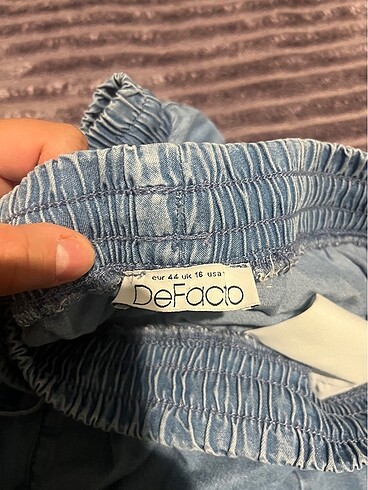 eur 44 uk 16 usa
DeFacto